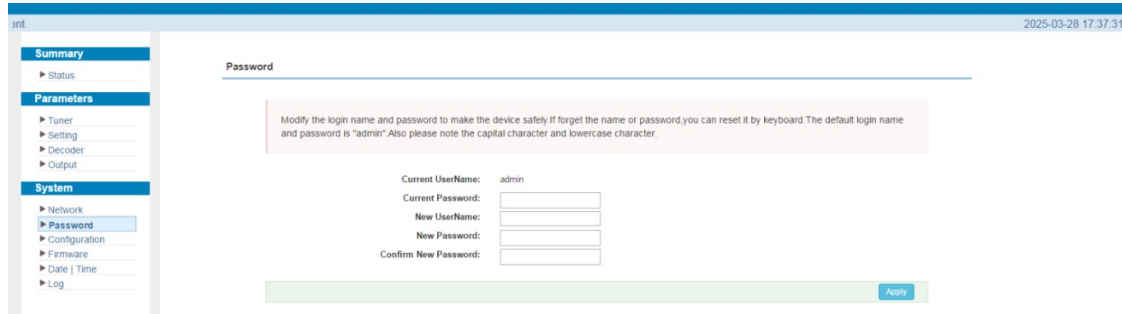 ent
2025-03-28 17:37:31
Summary
Status
Parameters
Tuner
Setting
Decoder
Output
System
Network
Password
Configuration
Firmware
Date | Time
Log
Password
Modify the login name and password to make the device safely.If forget the name or password,you can reset it by keyboard.The default login name
and password is "admin".Also please note the capital character and lowercase character.
Current UserName: admin
Current Password:
New UserName:
New Password:
Confirm New Password:
Apply